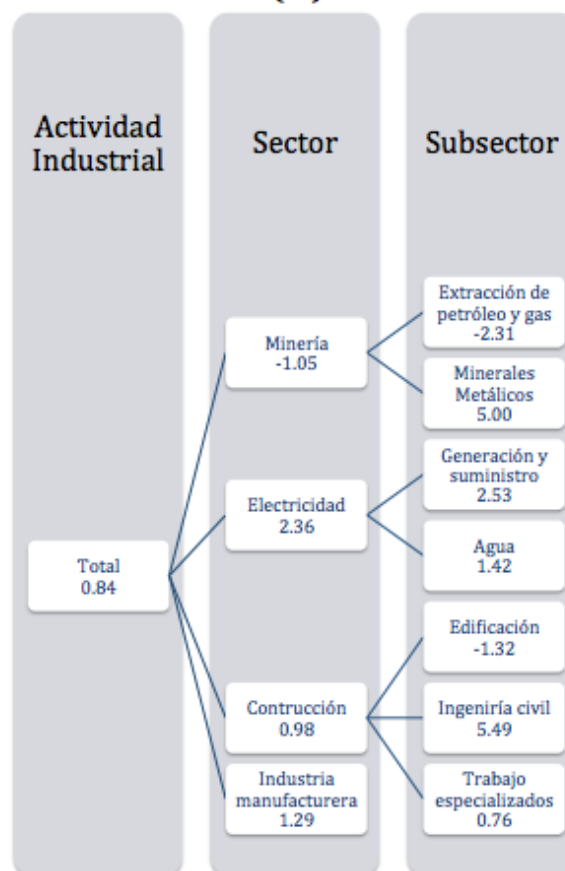 Actividad
Industrial
Sector
Subsector
Total
0.84
Minería
-1.05
Electricidad
2.36
Contrucción
0.98
Industria
manufacturera
1.29
Extracción de
petróleo y gas
-2.31
Minerales
Metálicos
5.00
Generación y
suministro
2.53
Agua
1.42
Edificación
-1.32
Ingeniría civil
5.49
Trabajo
especializados
0.76